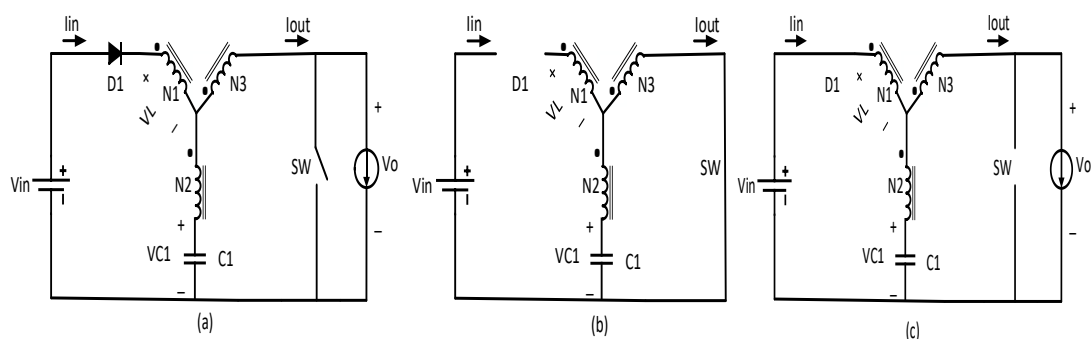 Iin
Iout
D1
×
N1
N3
VL
−
+
SW
Vo
Vin
+
N2
+
−
VC1
C1
−
(a)
Iin
Iout
D1
×
N1
N3
VL
−
SW
Vin
+
N2
+
VC1
C1
−
(b)
Iin
Iout
D1
×
N1
N3
VL
−
+
SW
Vo
Vin
+
N2
+
−
VC1
C1
−
(c)